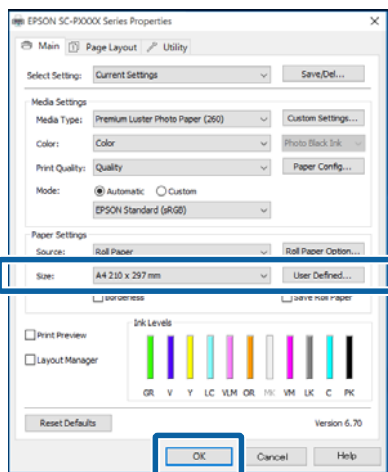 EPSON SC-PXXXX Series Properties
Main Page Layout Utility
Select Setting: Current Settings Save/Del...
Media Settings
Media Type: Premium Luster Photo Paper (260) Custom Settings...
Color: Color Photo Black Ink
Print Quality: Quality Paper Config...
Mode: Automatic Custom
EPSON Standard (sRGB)
Paper Settings
Source: Roll Paper Roll Paper Option...
Size: A4 210 x 297 mm User Defined...
Borderless Save Roll Paper
Ink Levels
Print Preview
Layout Manager
GR V Y LC VLM OR MK VM LK C PK
Reset Defaults Version 6.70
OK Cancel Help